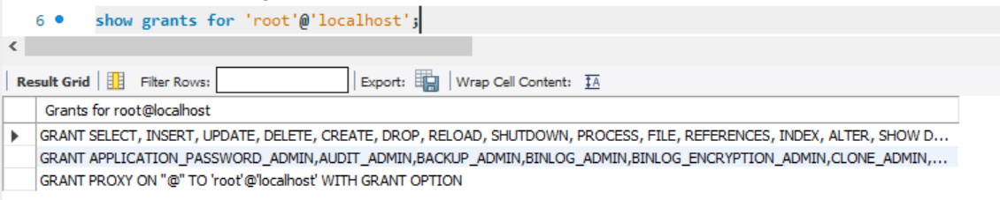 6 show grants for 'root'@'localhost';
Result Grid Filter Rows: Export: Wrap Cell Content: IA
Grants for root@localhost
GRANT SELECT, INSERT, UPDATE, DELETE, CREATE, DROP, RELOAD, SHUTDOWN, PROCESS, FILE, REFERENCES, INDEX, ALTER, SHOW D...
GRANT APPLICATION_PASSWORD_ADMIN,AUDIT_ADMIN,BACKUP_ADMIN,BINLOG_ADMIN,BINLOG_ENCRYPTION_ADMIN,CLONE_ADMIN,...
GRANT PROXY ON "@" TO 'root'@'localhost' WITH GRANT OPTION